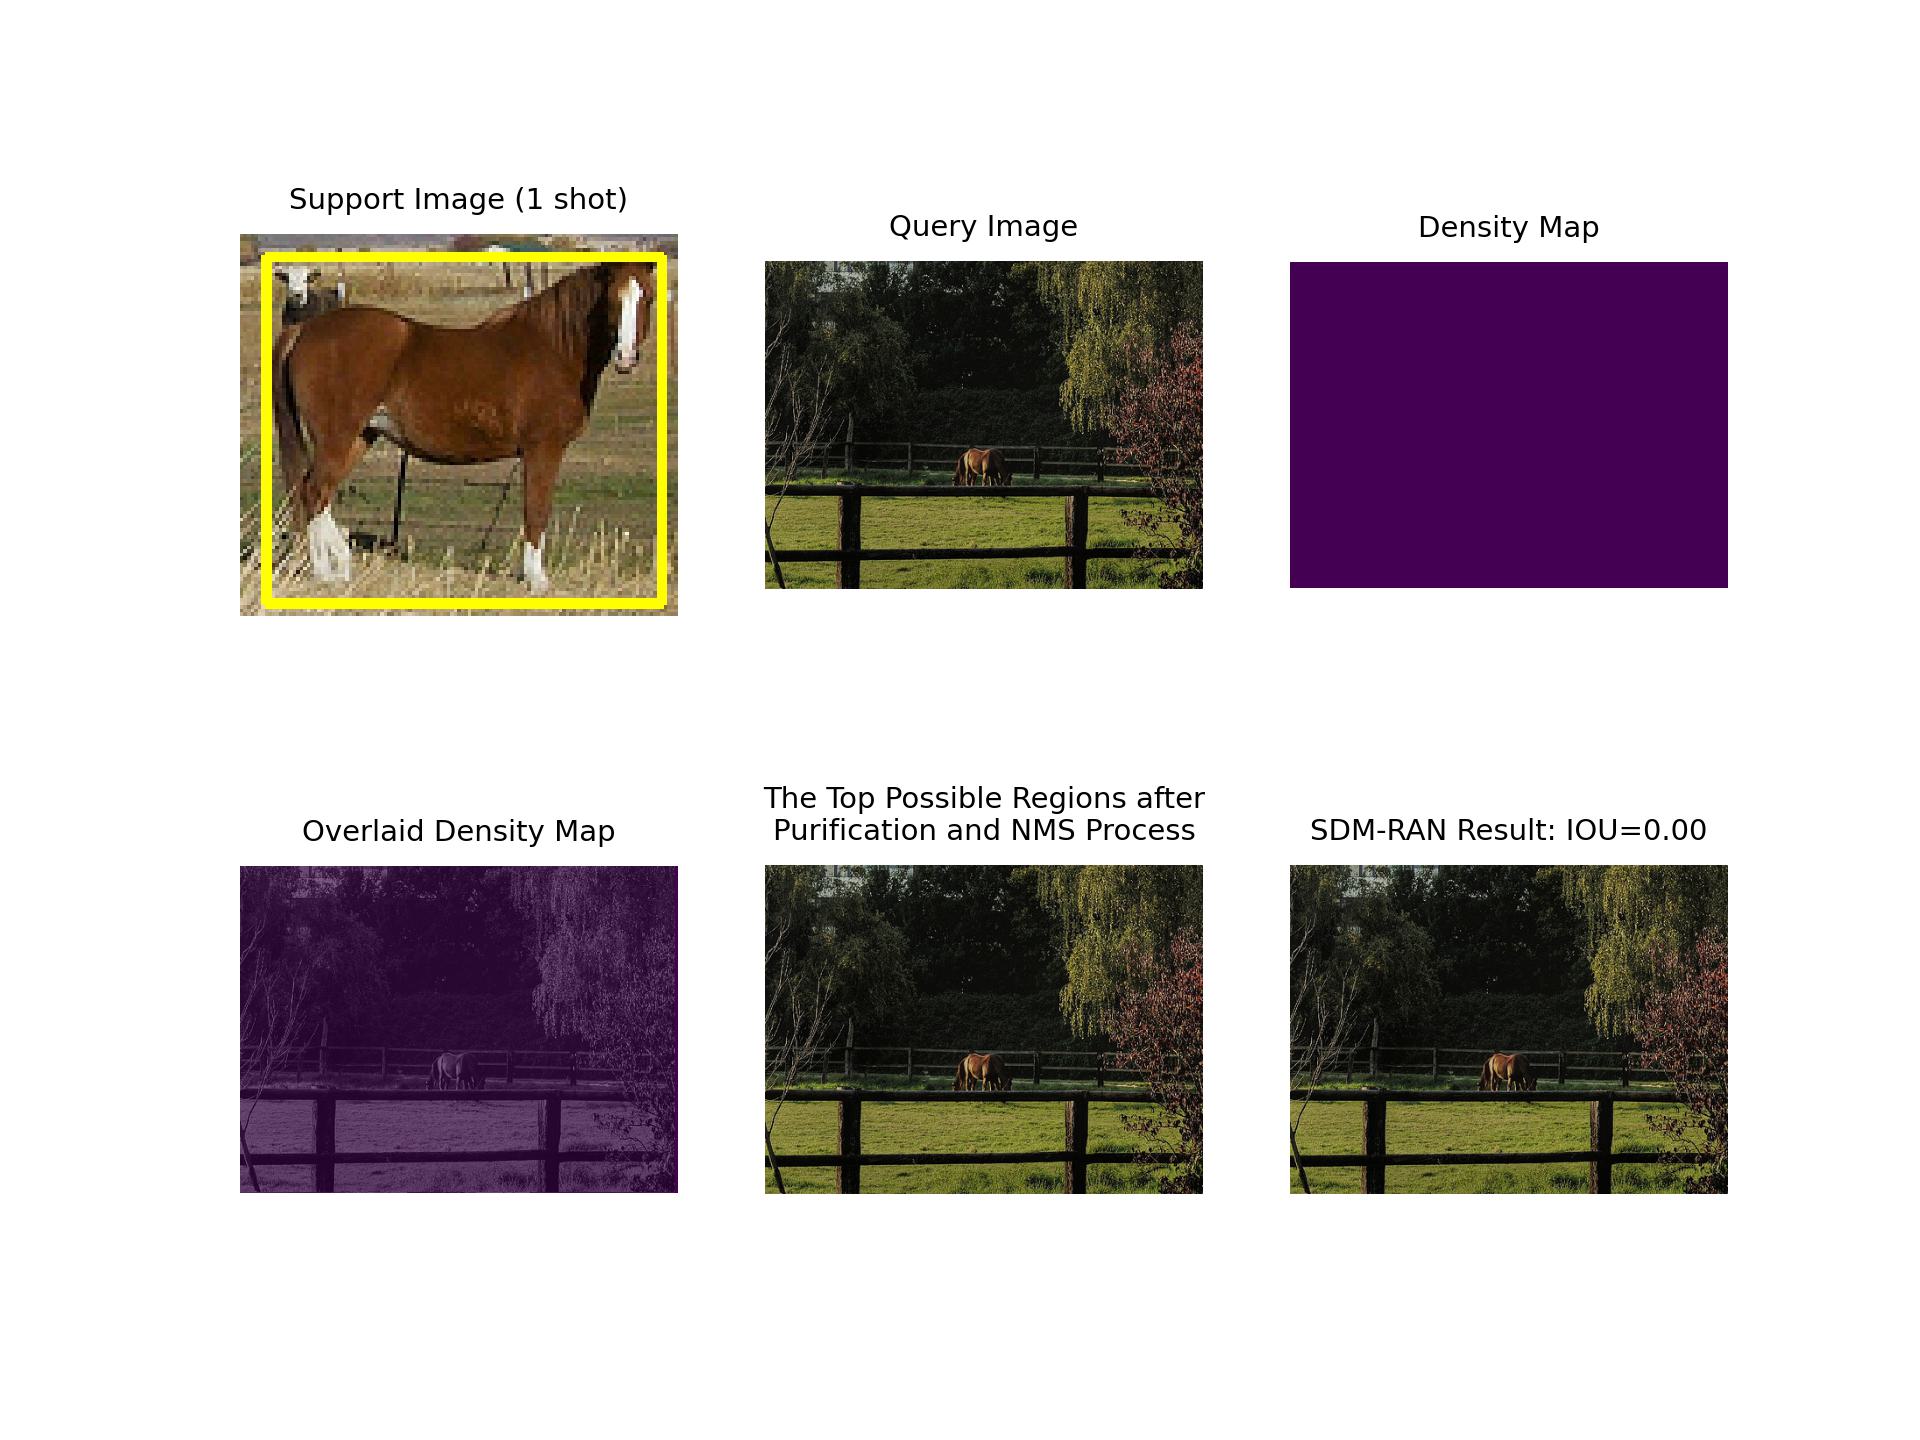 Support Image (1 shot)
Query Image
Density Map
Overlaid Density Map
The Top Possible Regions after
Purification and NMS Process
SDM-RAN Result: IOU=0.00